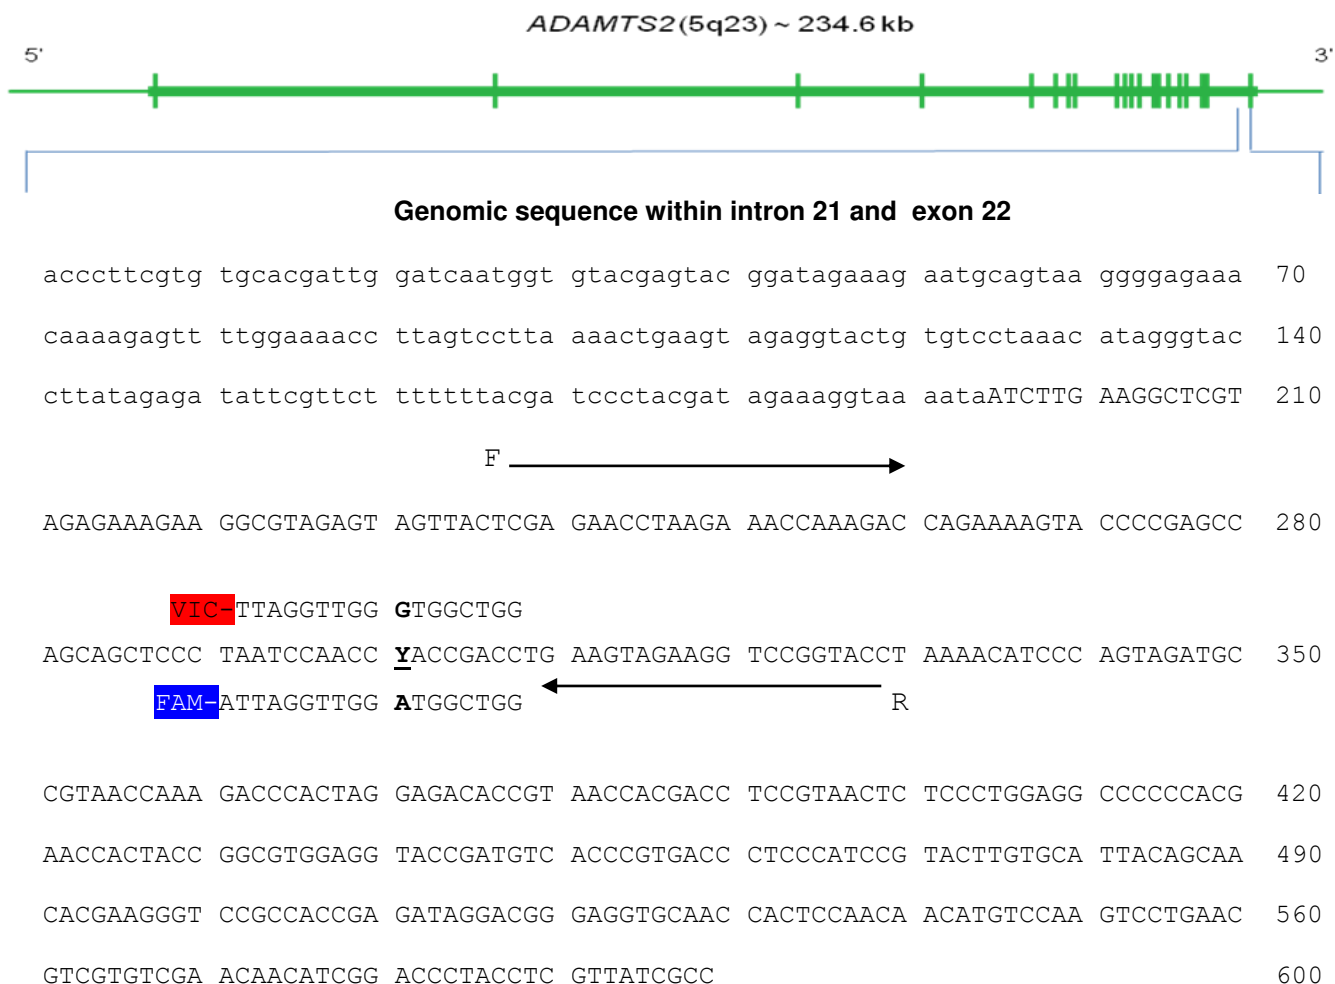 ADAMTS2(5q23) ~ 234.6 kb
5' 3'
Genomic sequence within intron 21 and exon 22
acccttcgtg tgcacgattg gatcaatggt gtacgagtac ggatagaaag aatgcagtaa ggggagaaa 70
caaaagagtt ttggaaaacc ttagtcctta aaactgaagt agaggtactg tgtcctaaac atagggtac 140
cttatagaga tattcgttct ttttttacga tccctacgat agaaaggtaa aataATCTTG AAGGCTCGT 210
F
AGAGAAAGAA GGCGTAGAGT AGTTACTCGA GAACCTAAGA AACCAAAGAC CAGAAAAGTA CCCCGAGCC 280
VIC-TTAGGTTGG GTGGCTGG
AGCAGCTCCC TAATCCAACC YACCGACCTG AAGTAGAAGG TCCGGTACCT AAAACATCCC AGTAGATGC 350
FAM-ATTAGGTTGG ATGGCTGG R
CGTAACCAAA GACCCACTAG GAGACACCGT AACCACGACC TCCGTAACTC TCCCTGGAGG CCCCCCACG 420
AACCACTACC GGCGTGGAGG TACCGATGTC ACCCGTGACC CTCCCATCCG TACTTGTGCA TTACAGCAA 490
CACGAAGGGT CCGCCACCGA GATAGGACGG GAGGTGCAAC CACTCCAACA ACATGTCCAA GTCCTGAAC 560
GTCGTGTCGA ACAACATCGG ACCCTACCTC GTTATCGCC 600